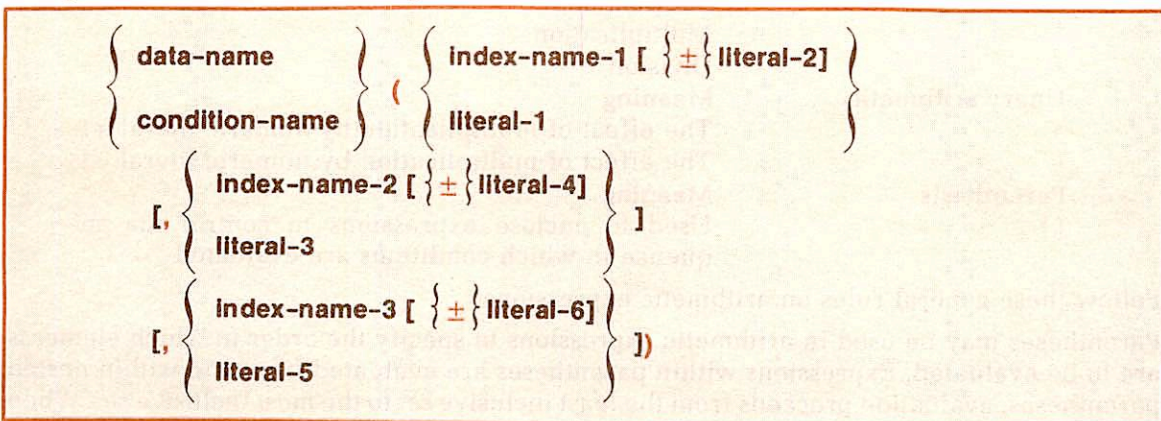 data-name
condition-name
( index-name-1 [ {±} literal-2]
literal-1
[, index-name-2 [ {±} literal-4]
literal-3 ]
[, index-name-3 [ {±} literal-6]
literal-5 ])